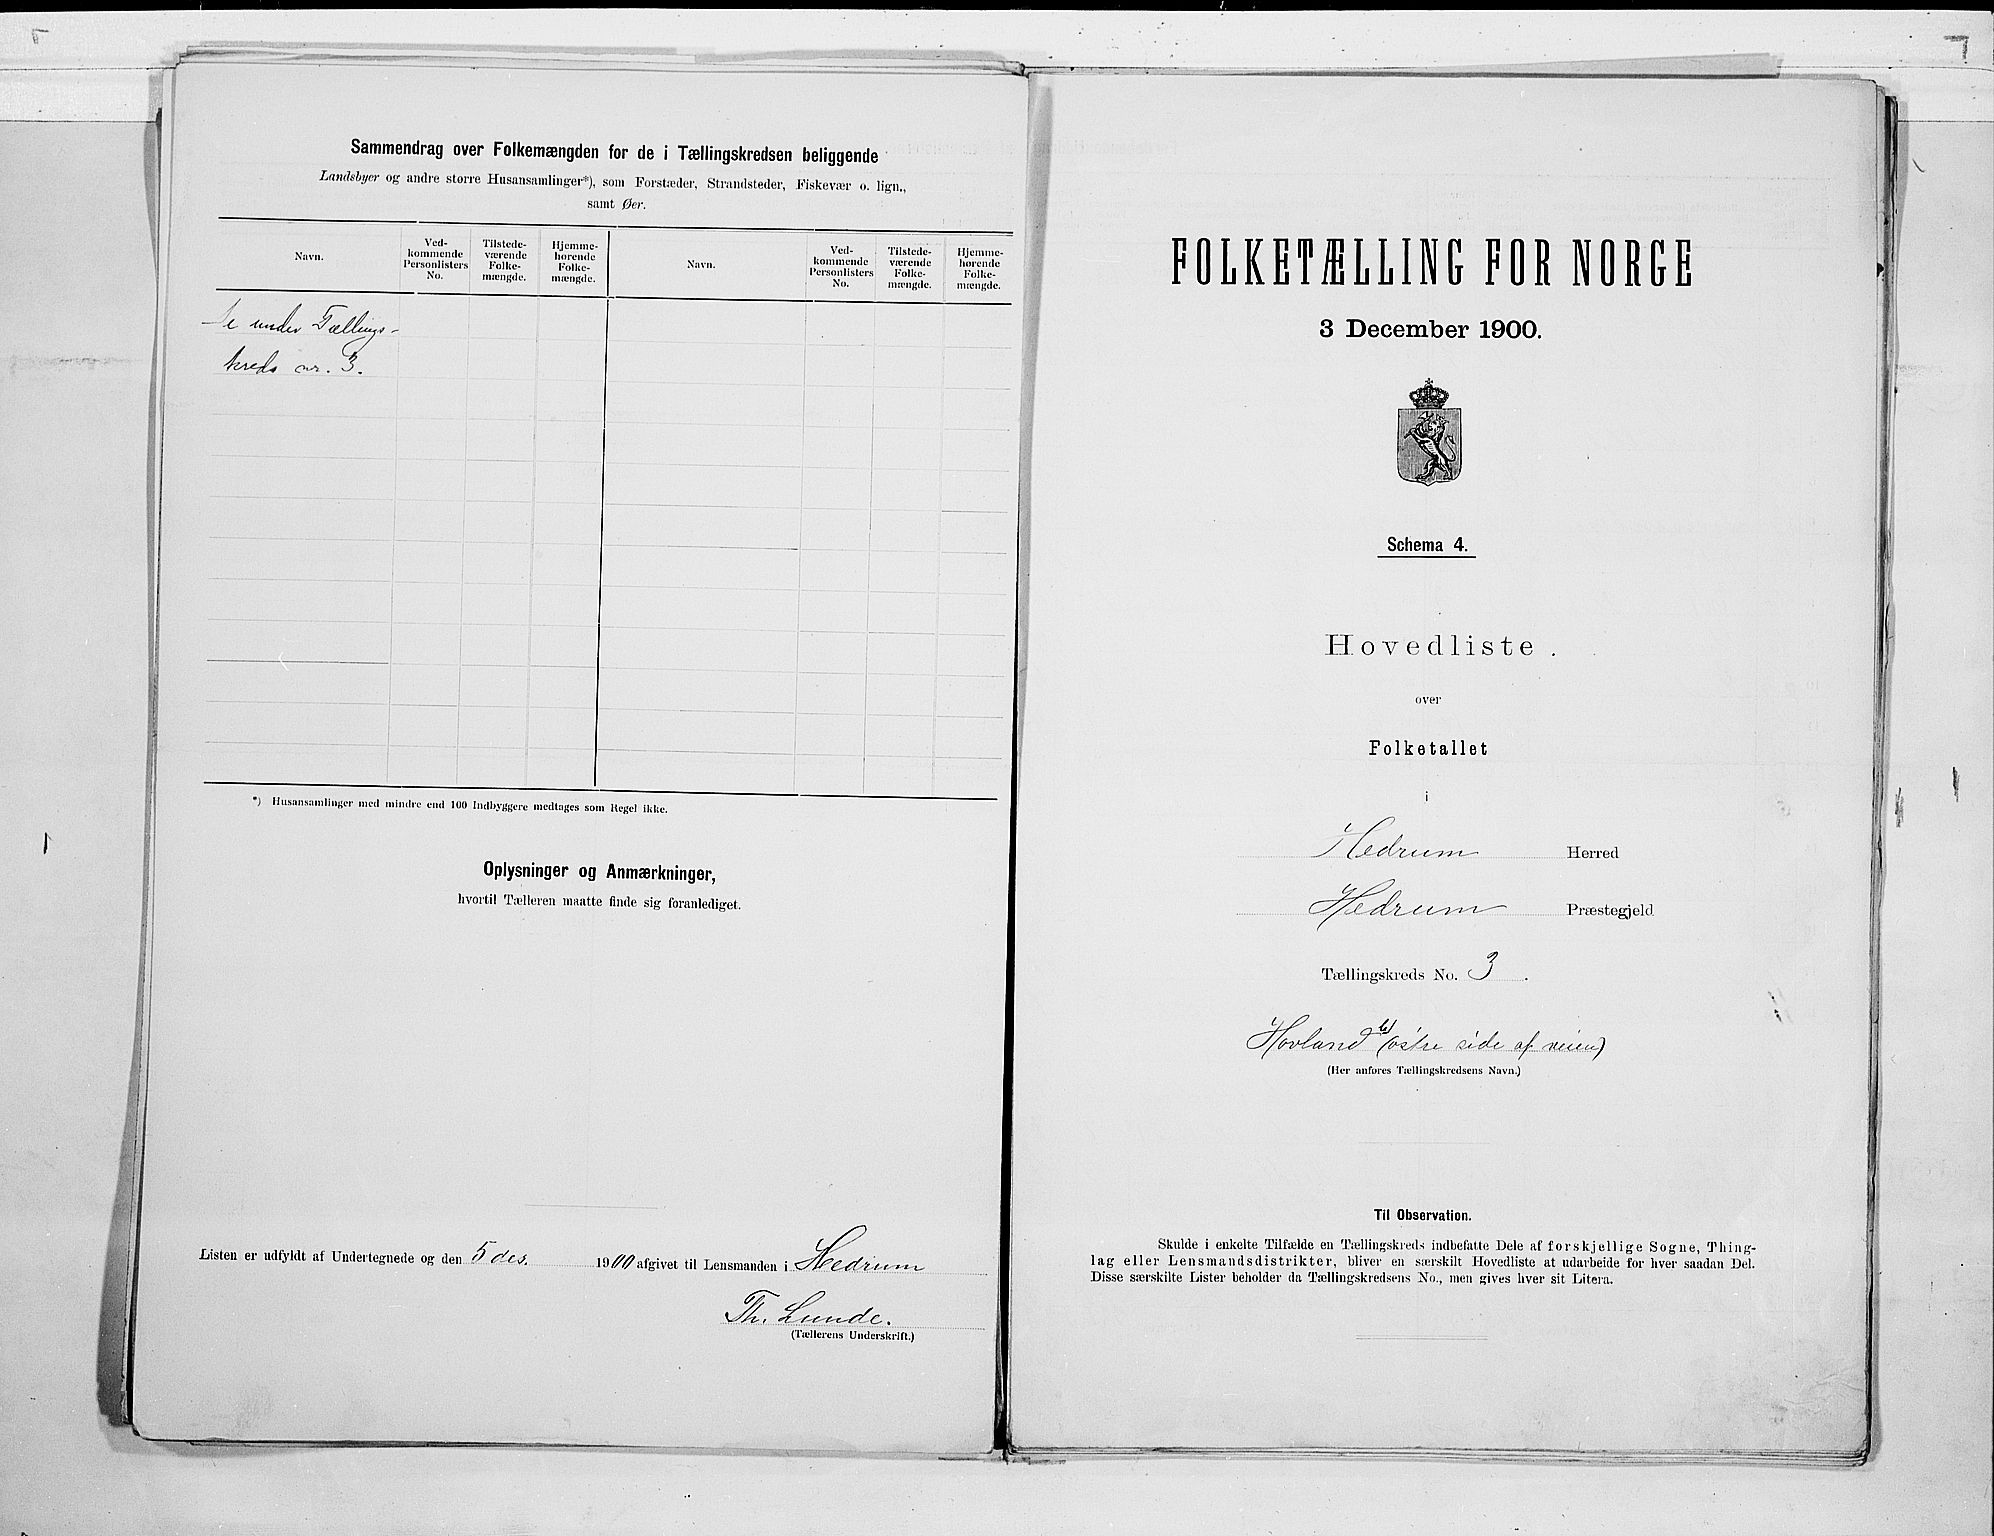 Sammendrag over Folkemængden for de i Tællingskredsen beliggende
Landsbyer og andre større Husansamlinger*), som Forstæder, Strandsteder, Fiskevær o. lign.,
samt Øer.
Navn.
Ved-
kommende
Personlisters
No.
Tilstede-
værende
Folke-
mængde.
Hjemme-
hørende
Folke-
mængde.
Navn.
Ved-
kommende
Personlisters
No.
Tilstede-
værende
Folke-
mængde.
Hjemme-
hørende
Folke-
mængde.
under Tællings-
kreds nr. 3.
*) Husansamlinger med mindre end 100 Indbyggere medtages som Regel ikke.
Oplysninger og Anmærkninger,
hvortil Tælleren maatte finde sig foranlediget.
Listen er udfyldt af Undertegnede og den 5 des. 1900 afgivet til Lensmanden i Hedrum
Th. Lunde.
(Tællerens Underskrift.)
FOLKETÆLLING FOR NORGE
3 December 1900.
Schema 4.
Hovedliste.
over
Folketallet
i
Hedrum Herred
Hedrum Præstegjeld
Tællingskreds No. 3.
Hovland b) (østre side af veien)
(Her anføres Tællingskredsens Navn.)
Til Observation.
Skulde i enkelte Tilfælde en Tællingskreds indbefatte Dele af forskjellige Sogne, Thing-
lag eller Lensmandsdistrikter, bliver en særskilt Hovedliste at udarbeide for hver saadan Del.
Disse særskilte Lister beholder da Tællingskredsens No., men gives hver sit Litera.